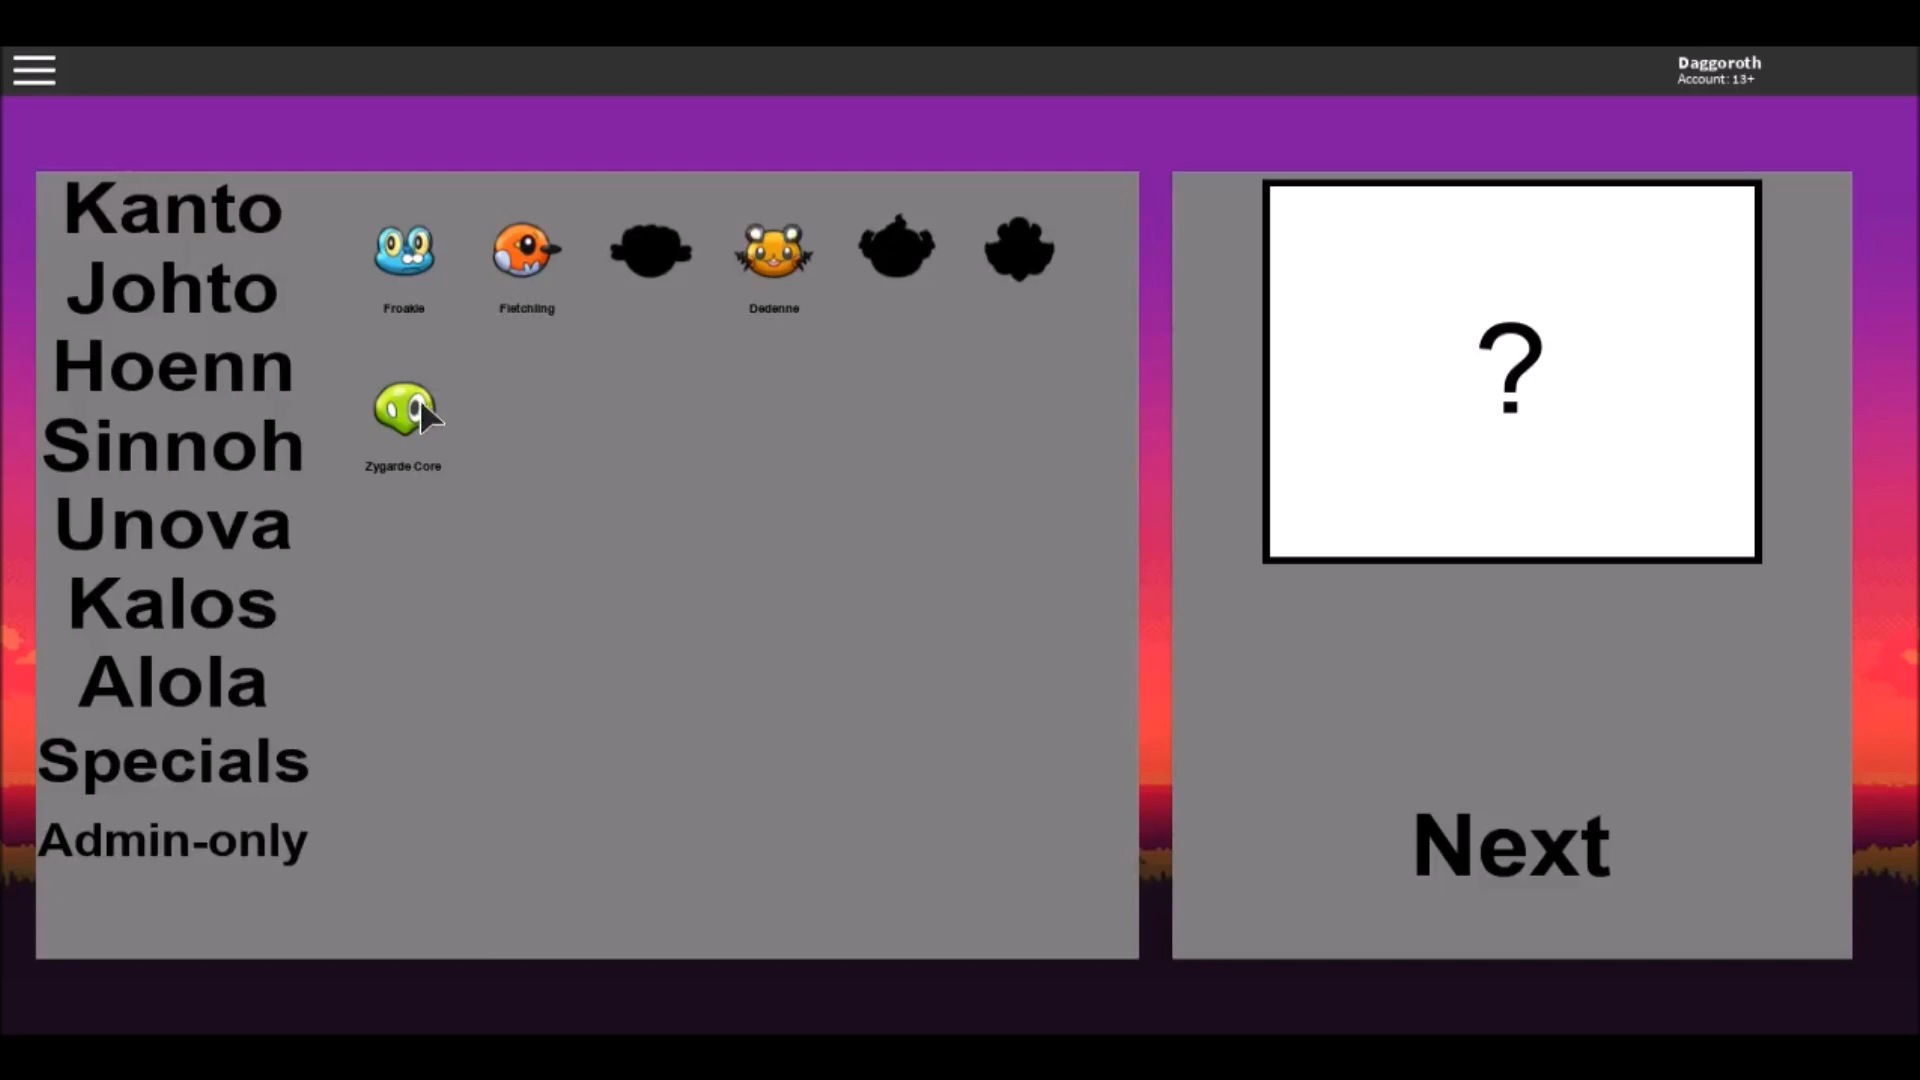 Daggoroth
Account: 13+
Kanto
Johto
Hoenn
Sinnoh
Unova
Kalos
Alola
Specials
Admin-only
Froakie
Fletchling
Dedenne
Zygarde Core
?
Next